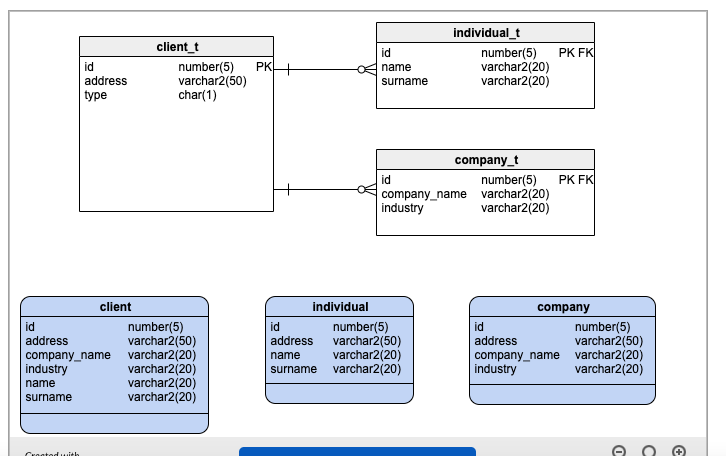 client_t
id number(5) PK
address varchar2(50)
type char(1)
individual_t
id number(5) PK FK
name varchar2(20)
surname varchar2(20)
company_t
id number(5) PK FK
company_name varchar2(20)
industry varchar2(20)
client
id number(5)
address varchar2(50)
company_name varchar2(20)
industry varchar2(20)
name varchar2(20)
surname varchar2(20)
individual
id number(5)
address varchar2(50)
name varchar2(20)
surname varchar2(20)
company
id number(5)
address varchar2(50)
company_name varchar2(20)
industry varchar2(20)
Created with